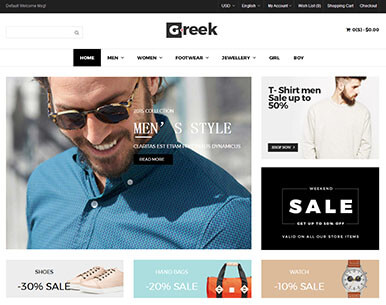 Default Welcome Msg!
USD English My Account Wish List (0) Shopping Cart Checkout
Greek
0($) - $0.00
HOME MEN WOMEN FOOTWEAR JEWELLERY GIRL BOY
2015 COLLECTION
MEN'S STYLE
CLARITAS EST ETIAM PROCESSUS DYNAMICUS
READ MORE
T- Shirt men
Sale up to
50%
SHOP NOW
WEEKEND
SALE
GET UP TO 50% OFF
VALID ON ALL OUR STORE ITEMS
SHOES
-30% SALE
HAND BAGS
-20% SALE
WATCH
-10% SALE